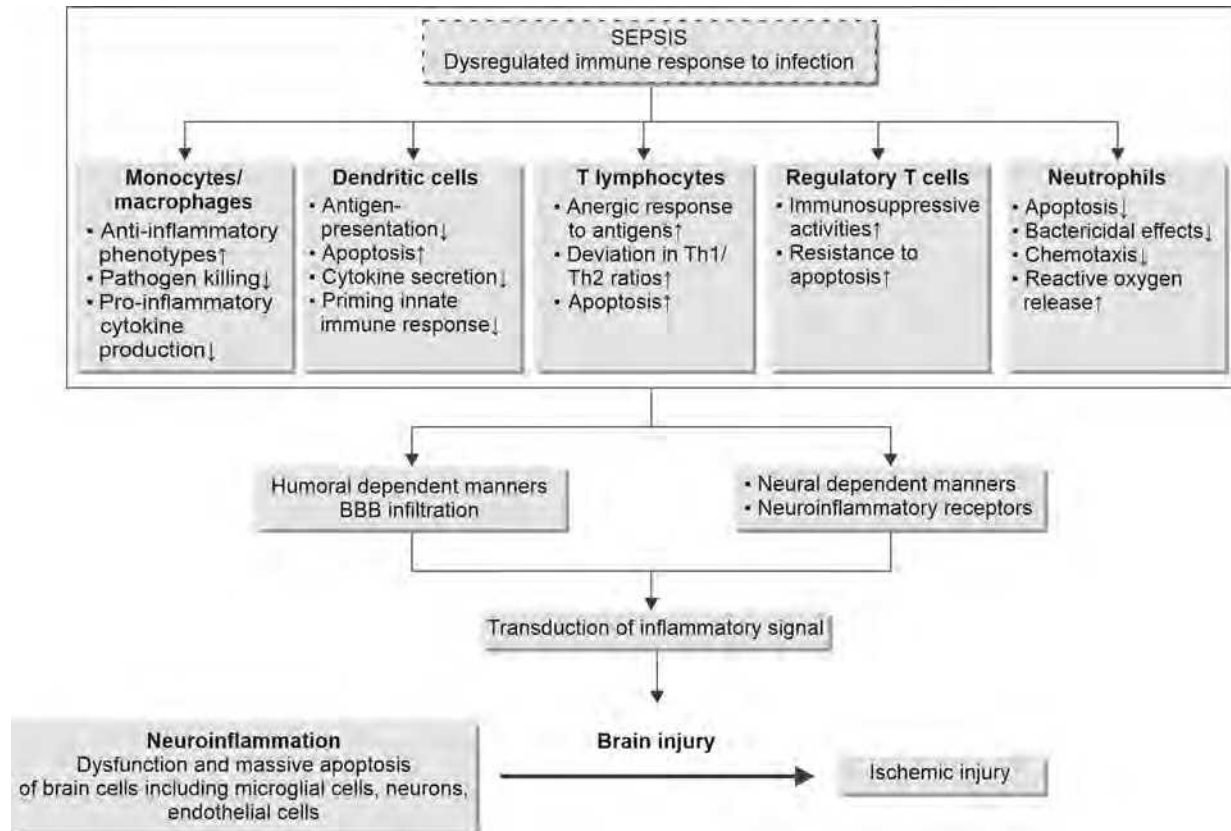 SEPSIS
Dysregulated immune response to infection
Monocytes/
macrophages
• Anti-inflammatory
phenotypes↑
• Pathogen killing↓
• Pro-inflammatory
cytokine
production↓
Dendritic cells
• Antigen-
presentation↓
• Apoptosis↑
• Cytokine secretion↓
• Priming innate
immune response↓
T lymphocytes
• Anergic response
to antigens↑
• Deviation in Th1/
Th2 ratios↑
• Apoptosis↑
Regulatory T cells
• Immunosuppressive
activities↑
• Resistance to
apoptosis↑
Neutrophils
• Apoptosis↓
• Bactericidal effects↓
• Chemotaxis↓
• Reactive oxygen
release↑
Humoral dependent manners
BBB infiltration
• Neural dependent manners
• Neuroinflammatory receptors
Transduction of inflammatory signal
Neuroinflammation
Dysfunction and massive apoptosis
of brain cells including microglial cells, neurons,
endothelial cells
Brain injury
Ischemic injury